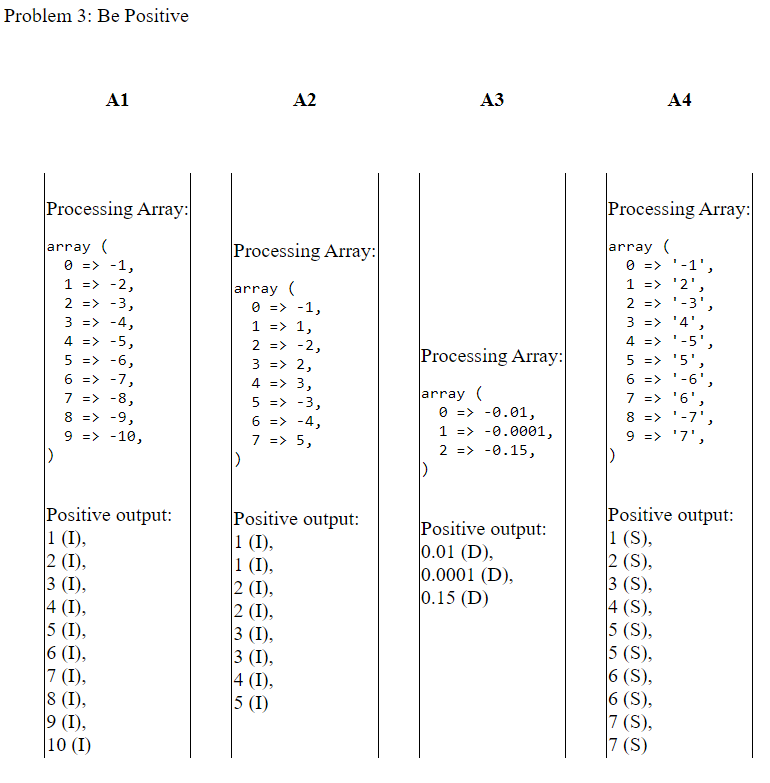 Problem 3: Be Positive
A1
A2
A3
A4
Processing Array:
array (
0 => -1,
1 => -2,
2 => -3,
3 => -4,
4 => -5,
5 => -6,
6 => -7,
7 => -8,
8 => -9,
9 => -10,
)
Positive output:
1 (I),
2 (I),
3 (I),
4 (I),
5 (I),
6 (I),
7 (I),
8 (I),
9 (I),
10 (I)
Processing Array:
array (
0 => -1,
1 => 1,
2 => -2,
3 => 2,
4 => 3,
5 => -3,
6 => -4,
7 => 5,
)
Positive output:
1 (I),
1 (I),
2 (I),
2 (I),
3 (I),
3 (I),
4 (I),
5 (I)
Processing Array:
array (
0 => -0.01,
1 => -0.0001,
2 => -0.15,
)
Positive output:
0.01 (D),
0.0001 (D),
0.15 (D)
Processing Array:
array (
0 => '-1',
1 => '2',
2 => '-3',
3 => '4',
4 => '-5',
5 => '5',
6 => '-6',
7 => '6',
8 => '-7',
9 => '7',
)
Positive output:
1 (S),
2 (S),
3 (S),
4 (S),
5 (S),
5 (S),
6 (S),
6 (S),
7 (S),
7 (S)